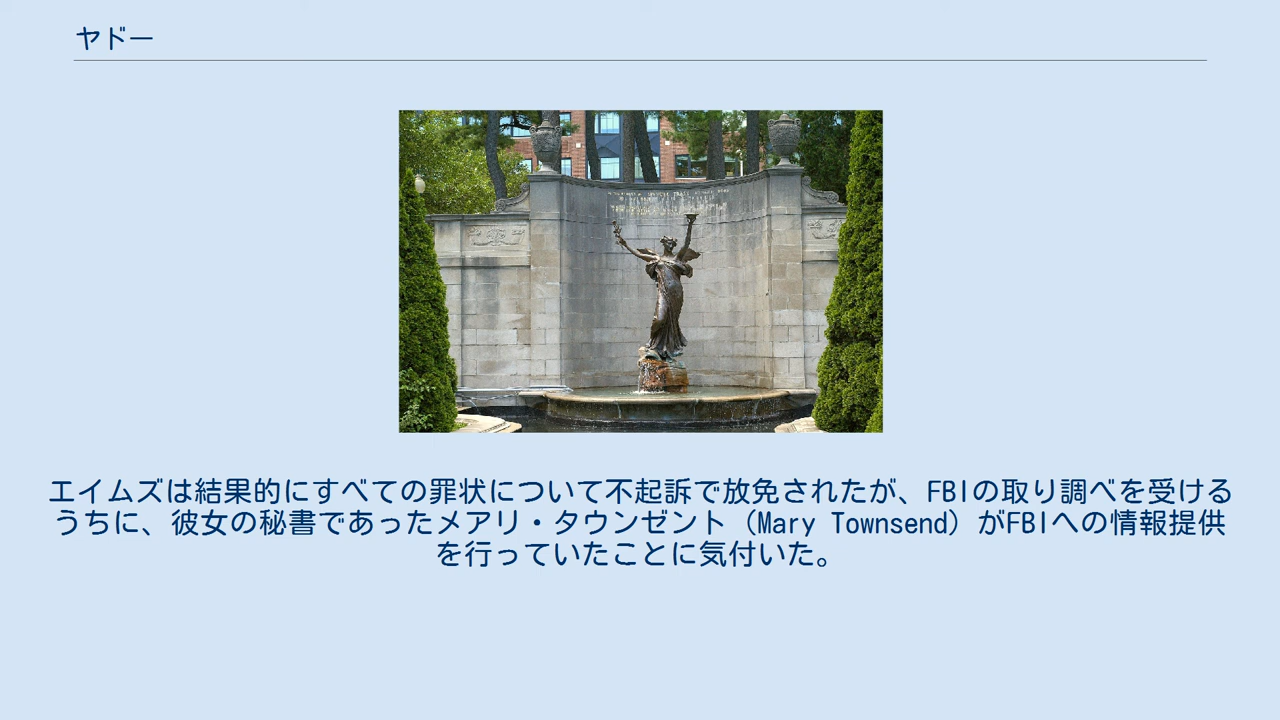 ヤドー
エイムズは結果的にすべての罪状について不起訴で放免されたが、FBIの取り調べを受ける
うちに、彼女の秘書であったメアリ・タウンゼント（Mary Townsend）がFBIへの情報提供
を行っていたことに気付いた。